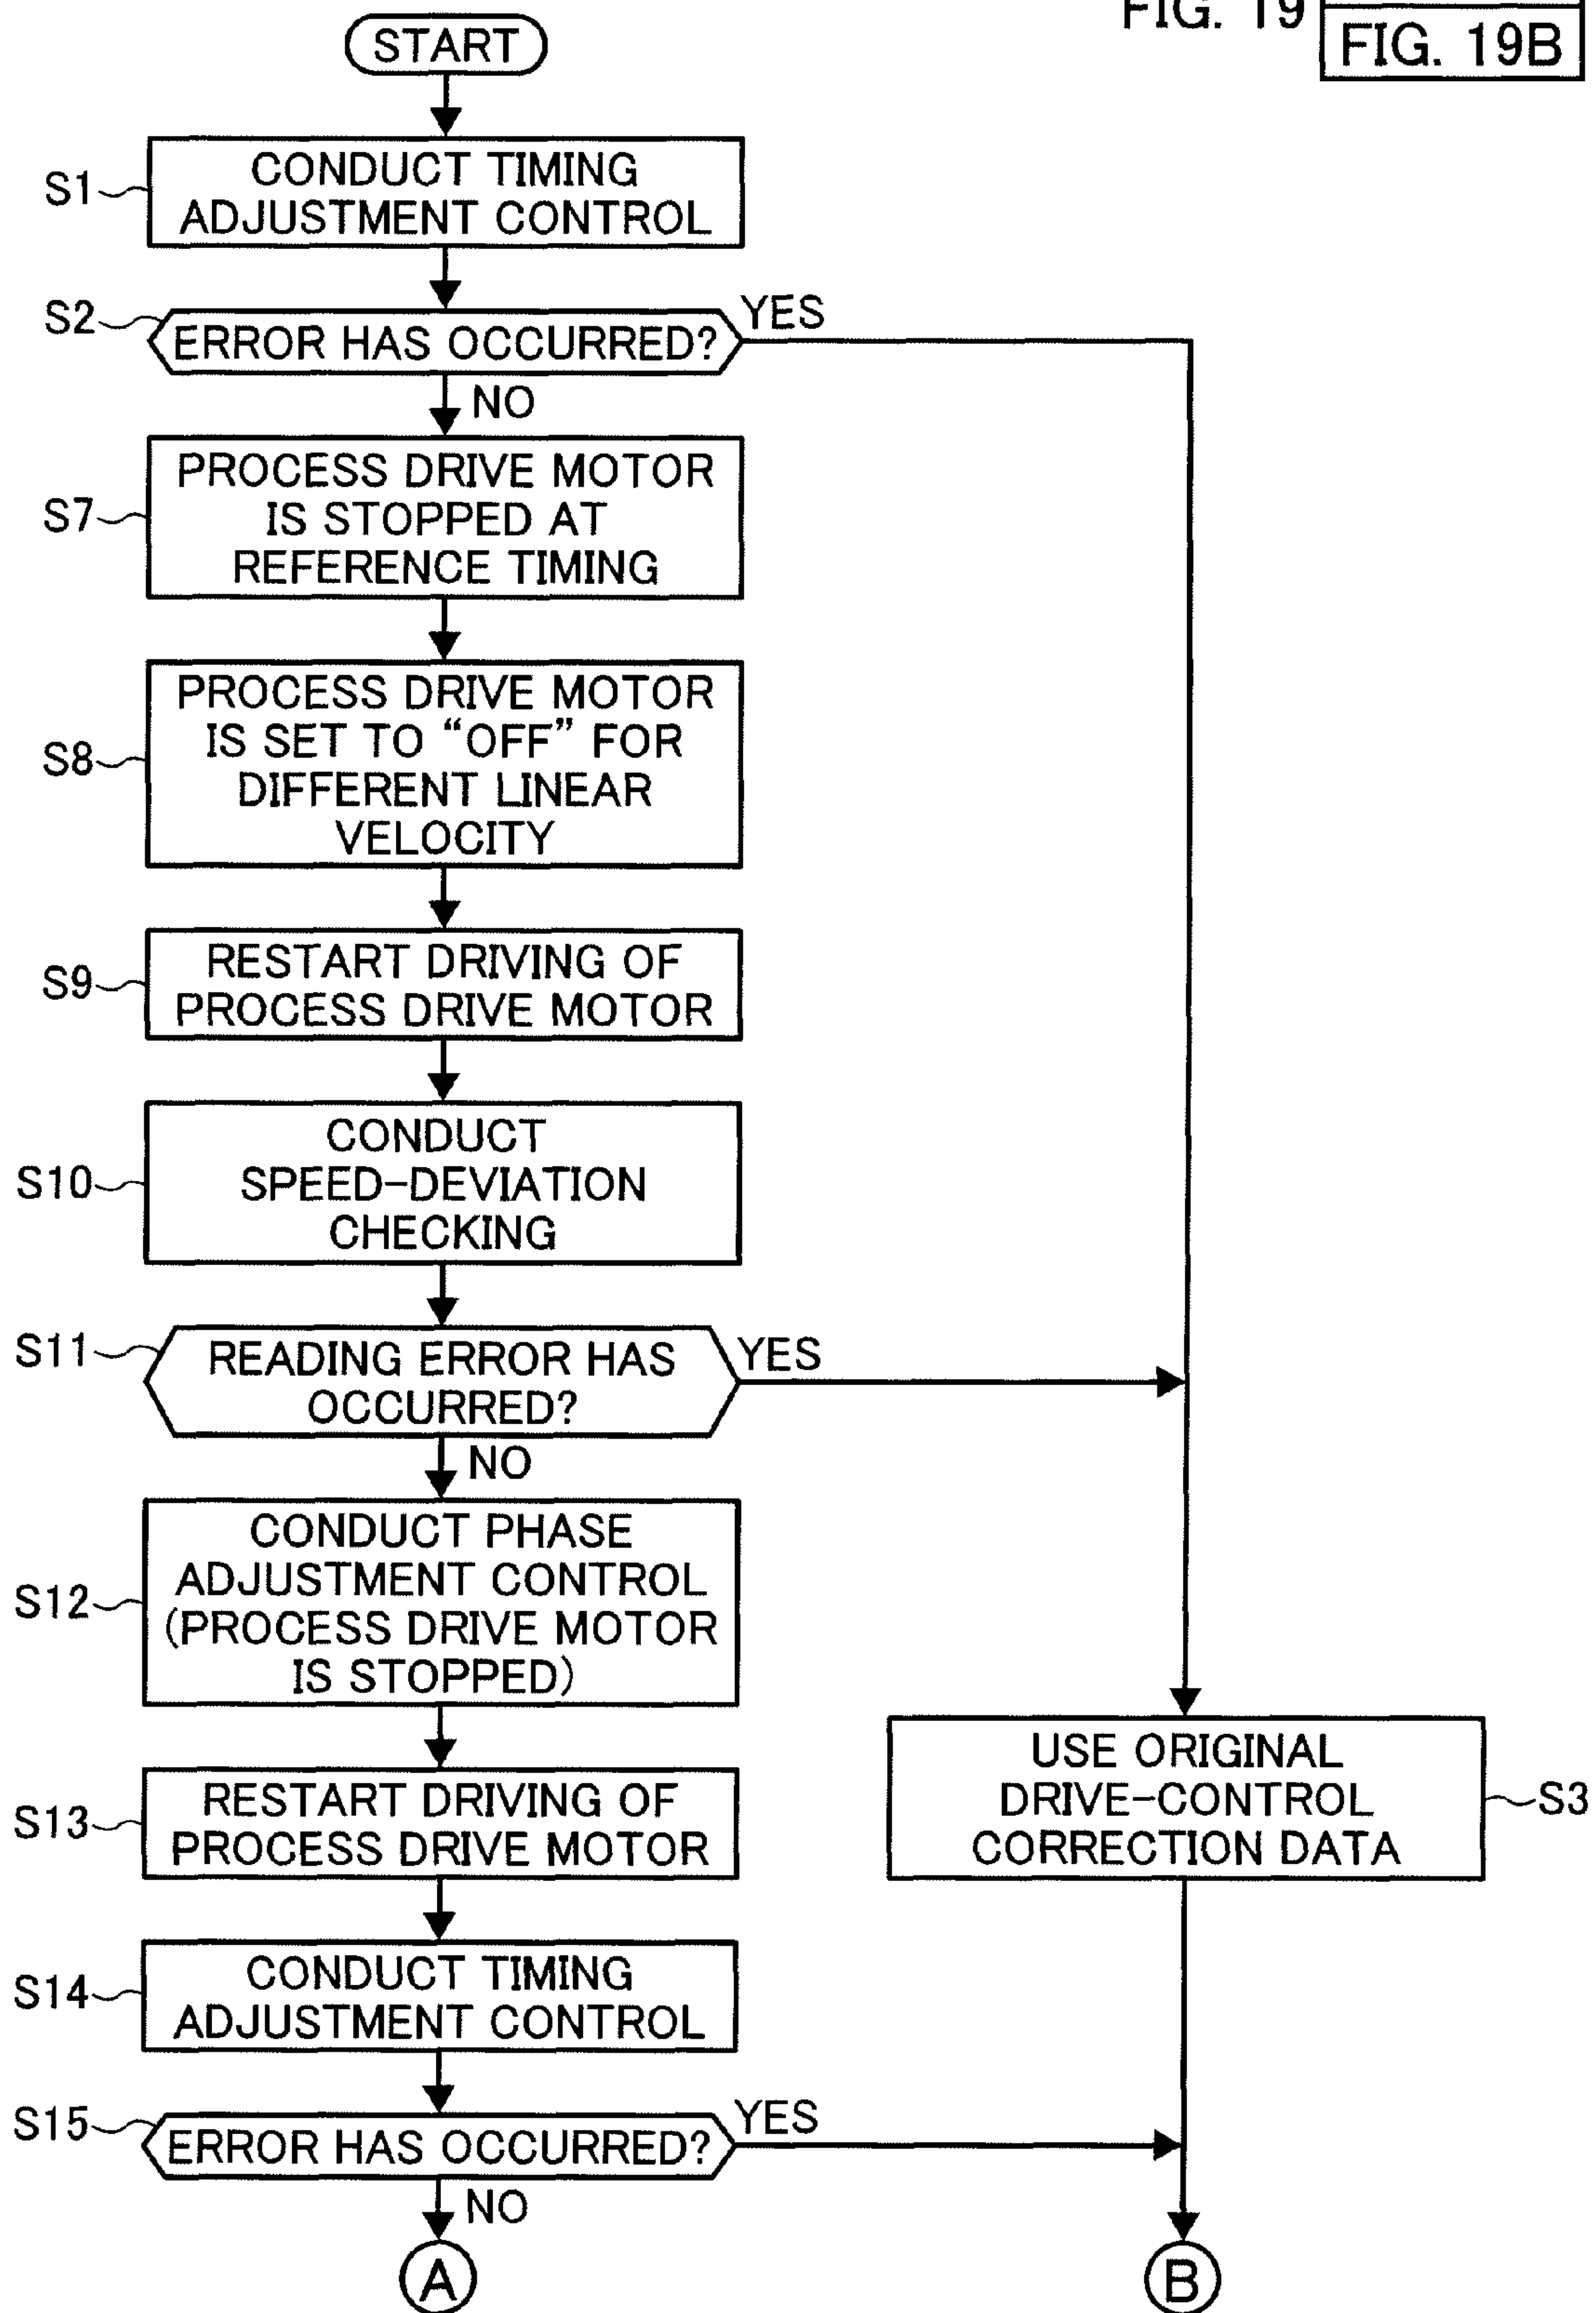 FIG. 19
FIG. 19B
START
S1
CONDUCT TIMING
ADJUSTMENT CONTROL
S2
ERROR HAS OCCURRED?
YES
NO
S7
PROCESS DRIVE MOTOR
IS STOPPED AT
REFERENCE TIMING
S8
PROCESS DRIVE MOTOR
IS SET TO “OFF” FOR
DIFFERENT LINEAR
VELOCITY
S9
RESTART DRIVING OF
PROCESS DRIVE MOTOR
S10
CONDUCT
SPEED-DEVIATION
CHECKING
S11
READING ERROR HAS
OCCURRED?
YES
NO
S12
CONDUCT PHASE
ADJUSTMENT CONTROL
(PROCESS DRIVE MOTOR
IS STOPPED)
S13
RESTART DRIVING OF
PROCESS DRIVE MOTOR
USE ORIGINAL
DRIVE-CONTROL
CORRECTION DATA
S3
S14
CONDUCT TIMING
ADJUSTMENT CONTROL
S15
ERROR HAS OCCURRED?
YES
NO
A
B